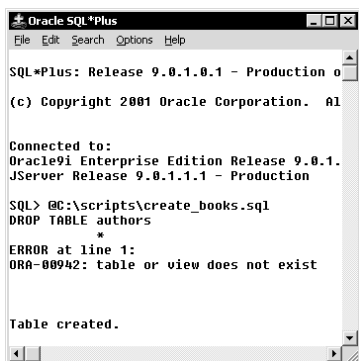 Oracle SQL*Plus
File Edit Search Options Help
SQL*Plus: Release 9.0.1.0.1 - Production o
(c) Copyright 2001 Oracle Corporation. Al
Connected to:
Oracle9i Enterprise Edition Release 9.0.1.
JServer Release 9.0.1.1.1 - Production
SQL> @C:\scripts\create_books.sql
DROP TABLE authors
*
ERROR at line 1:
ORA-00942: table or view does not exist
Table created.